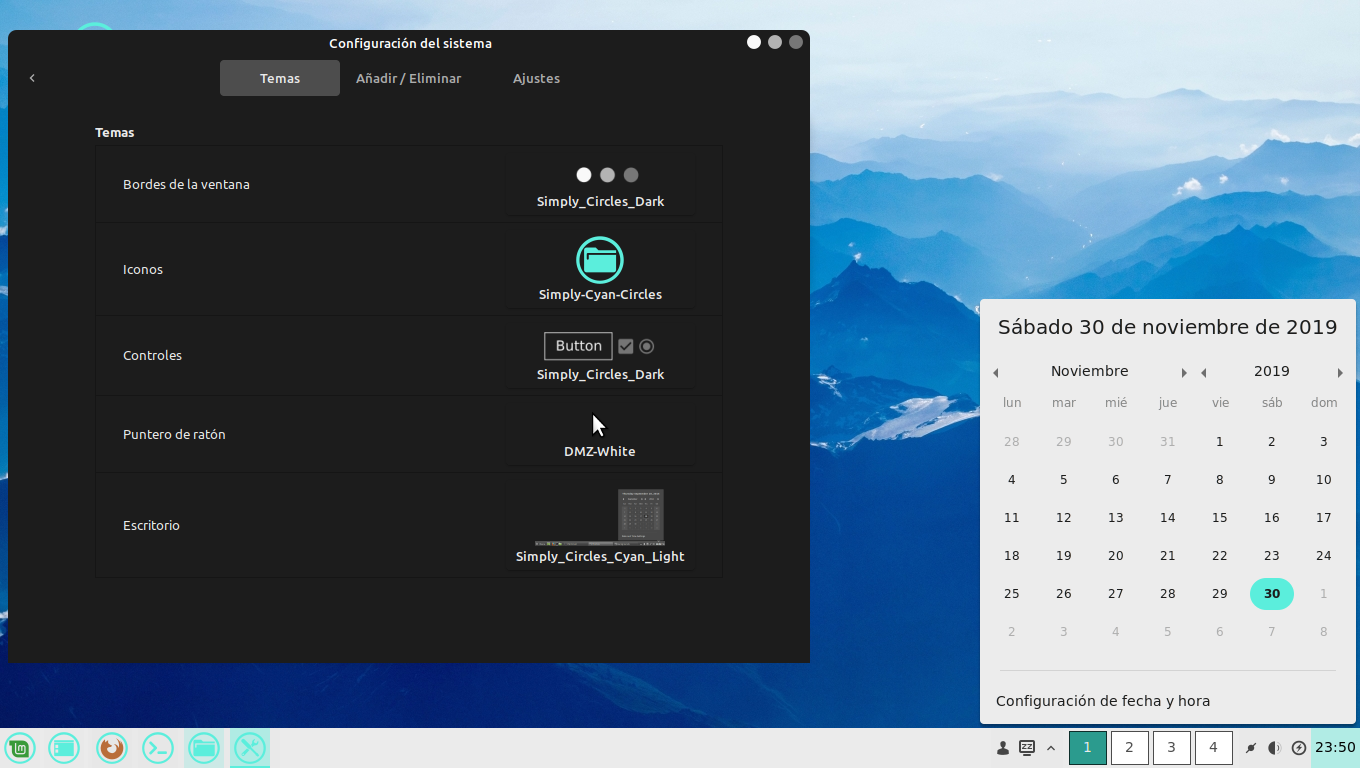 Configuración del sistema
Temas
Añadir / Eliminar
Ajustes
Temas
Bordes de la ventana
Simply_Circles_Dark
Iconos
Simply-Cyan-Circles
Controles
Button
Simply_Circles_Dark
Puntero de ratón
DMZ-White
Escritorio
Simply_Circles_Cyan_Light
Sábado 30 de noviembre de 2019
Noviembre 2019
lun mar mié jue vie sáb dom
28 29 30 31 1 2 3
4 5 6 7 8 9 10
11 12 13 14 15 16 17
18 19 20 21 22 23 24
25 26 27 28 29 30 1
2 3 4 5 6 7 8
Configuración de fecha y hora
1 2 3 4 23:50